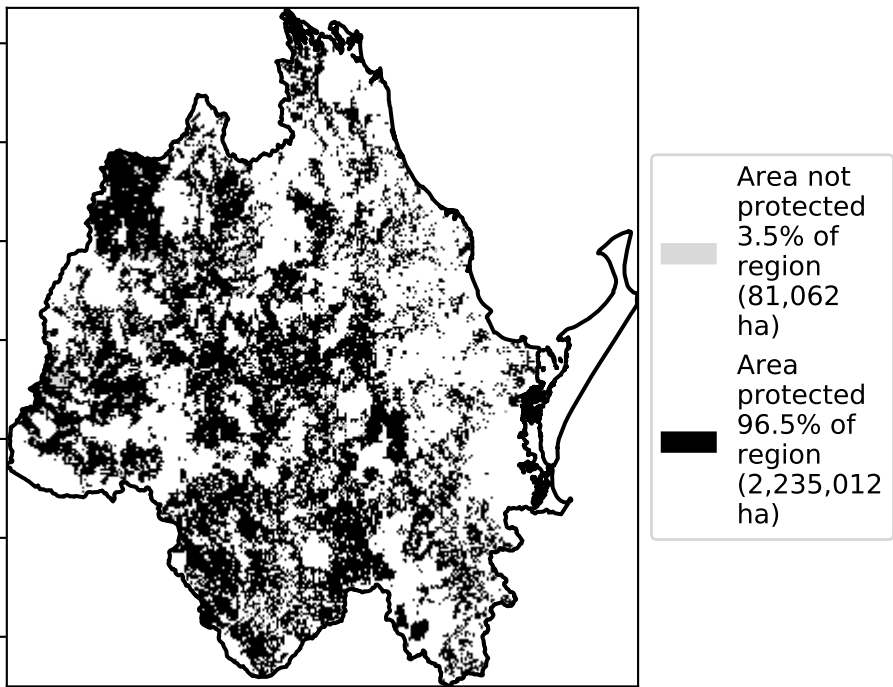 Area not
protected
3.5% of
region
(81,062
ha)
Area
protected
96.5% of
region
(2,235,012
ha)